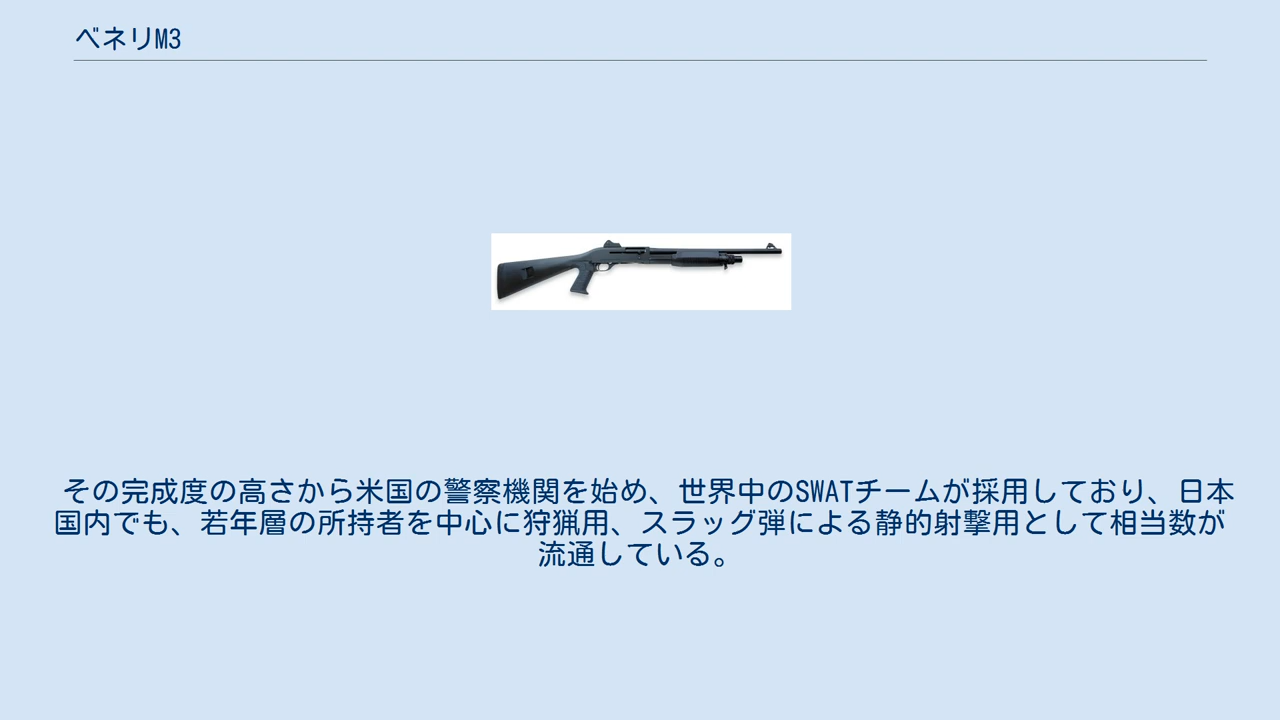 ベネリM3
その完成度の高さから米国の警察機関を始め、世界中のSWATチームが採用しており、日本
国内でも、若年層の所持者を中心に狩猟用、スラッグ弾による静的射撃用として相当数が
流通している。